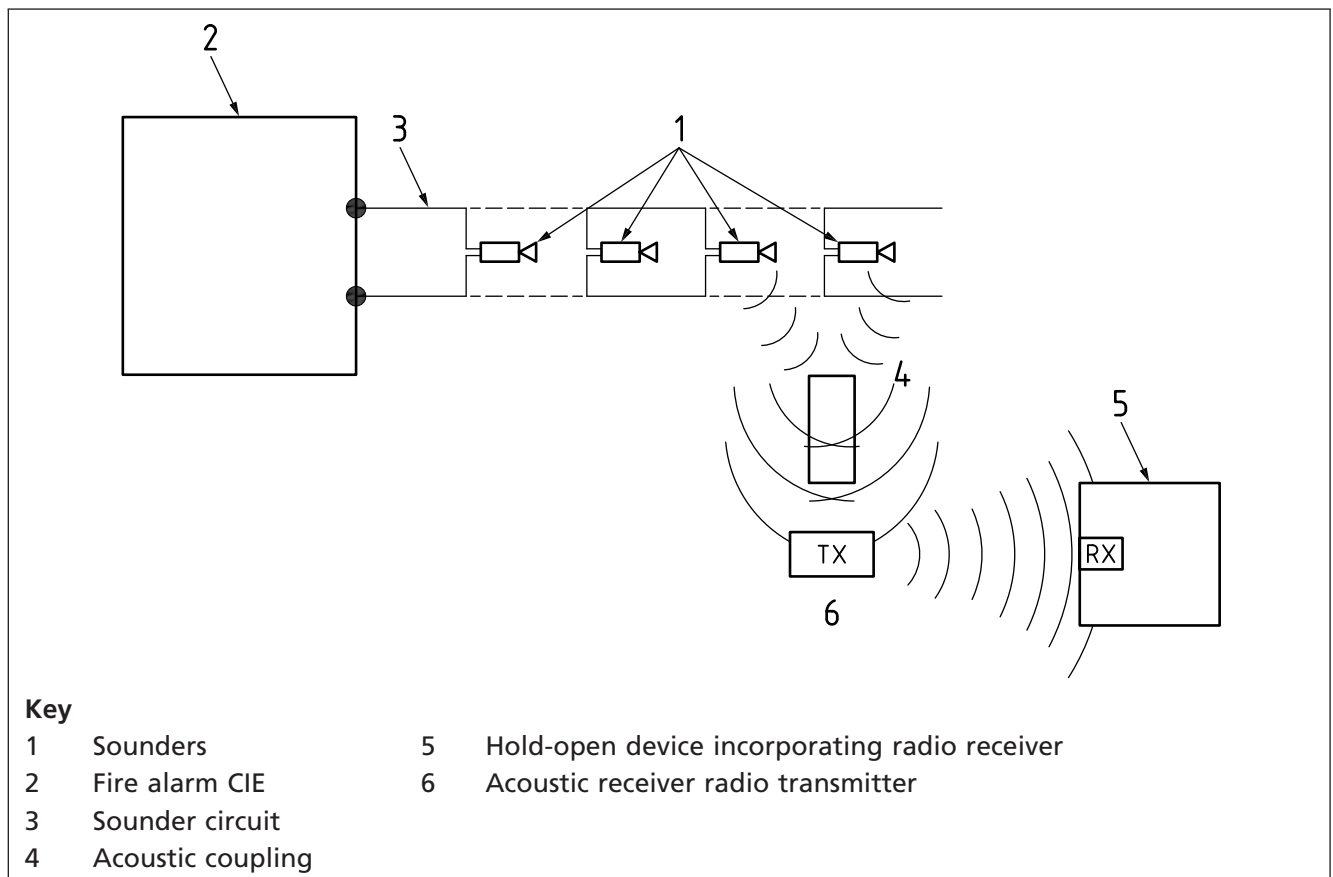 2
3
1
4
5
TX
RX
6
Key
1 Sounders
2 Fire alarm CIE
3 Sounder circuit
4 Acoustic coupling
5 Hold-open device incorporating radio receiver
6 Acoustic receiver radio transmitter